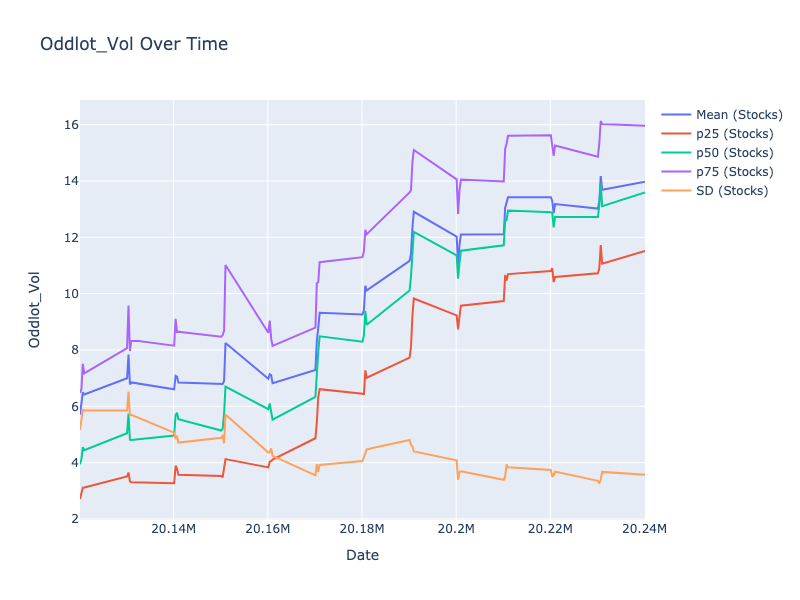 Oddlot_Vol Over Time
Mean (Stocks)
p25 (Stocks)
p50 (Stocks)
p75 (Stocks)
SD (Stocks)
Oddlot_Vol
16
14
12
10
8
6
4
2
20.14M
20.16M
20.18M
20.2M
20.22M
20.24M
Date